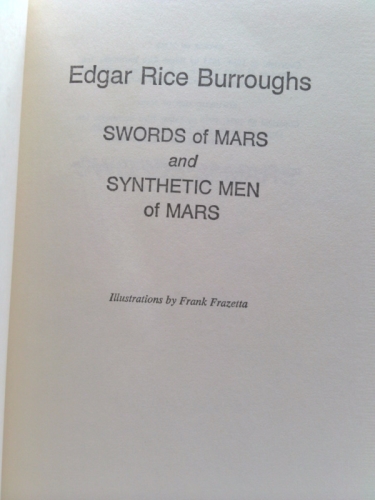 Edgar Rice Burroughs
SWORDS of MARS
and
SYNTHETIC MEN
of MARS
Illustrations by Frank Frazetta